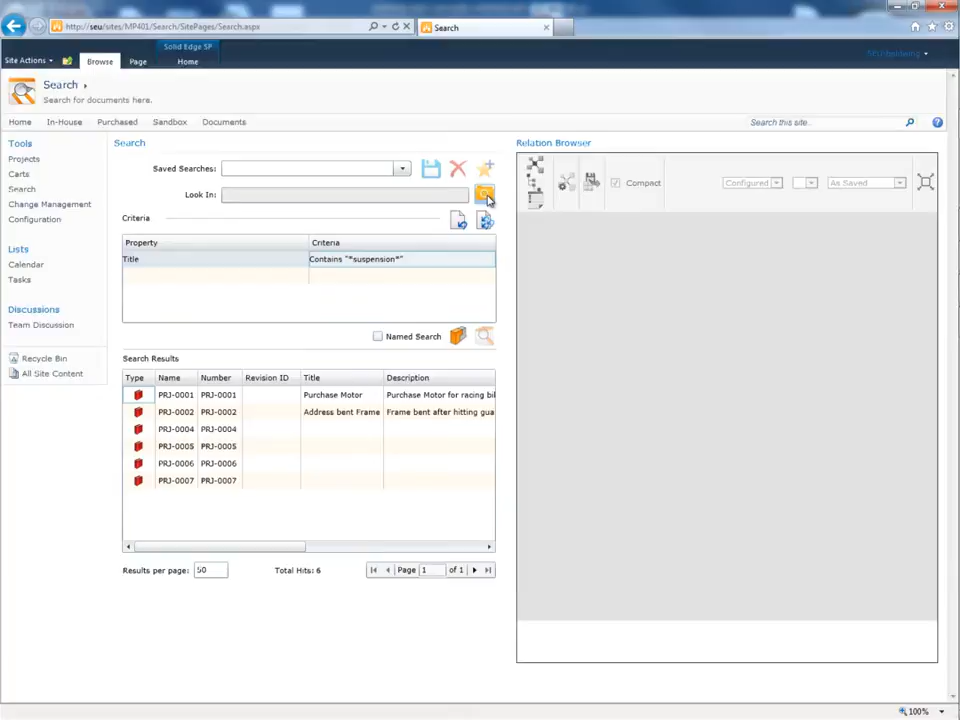 http://seu/sites/MP401/Search/SitePages/Search.aspx
Search
Site Actions
Browse
Page
Solid Edge SP
Home
Search
Search for documents here.
Home
In-House
Purchased
Sandbox
Documents
Search this site...
Tools
Projects
Carts
Search
Change Management
Configuration
Lists
Calendar
Tasks
Discussions
Team Discussion
Recycle Bin
All Site Content
Search
Saved Searches:
Look In:
Criteria
Property Criteria
Title Contains "*suspension*"
Named Search
Search Results
Type Name Number Revision ID Title Description
PRJ-0001 PRJ-0001 Purchase Motor Purchase Motor for racing bil
PRJ-0002 PRJ-0002 Address bent Frame Frame bent after hitting gua
PRJ-0004 PRJ-0004
PRJ-0005 PRJ-0005
PRJ-0006 PRJ-0006
PRJ-0007 PRJ-0007
Results per page: 50 Total Hits: 6 Page 1 of 1
Relation Browser
Compact
Configured
As Saved
100%